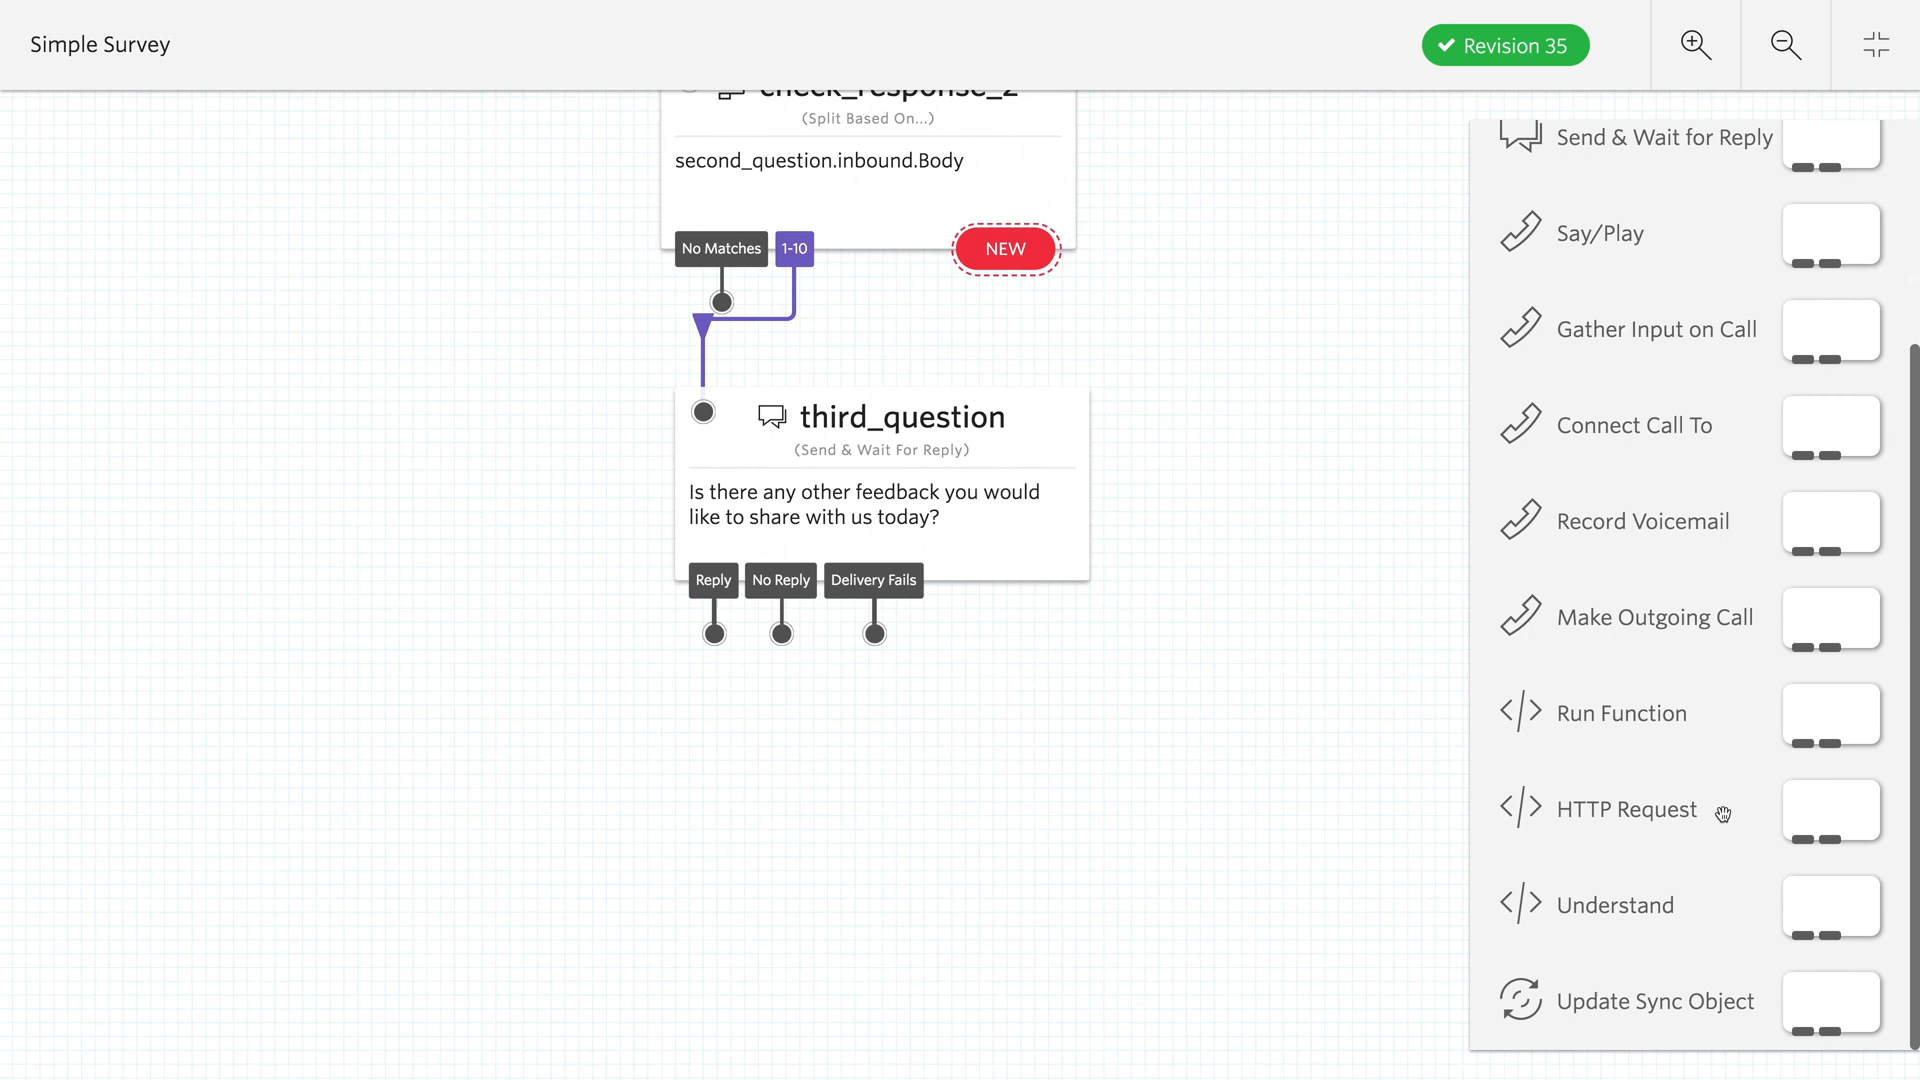 Simple Survey
Revision 35
check_response_2
(Split Based On...)
second_question.inbound.Body
No Matches
1-10
NEW
third_question
(Send & Wait For Reply)
Is there any other feedback you would
like to share with us today?
Reply
No Reply
Delivery Fails
Send & Wait for Reply
Say/Play
Gather Input on Call
Connect Call To
Record Voicemail
Make Outgoing Call
Run Function
HTTP Request
Understand
Update Sync Object